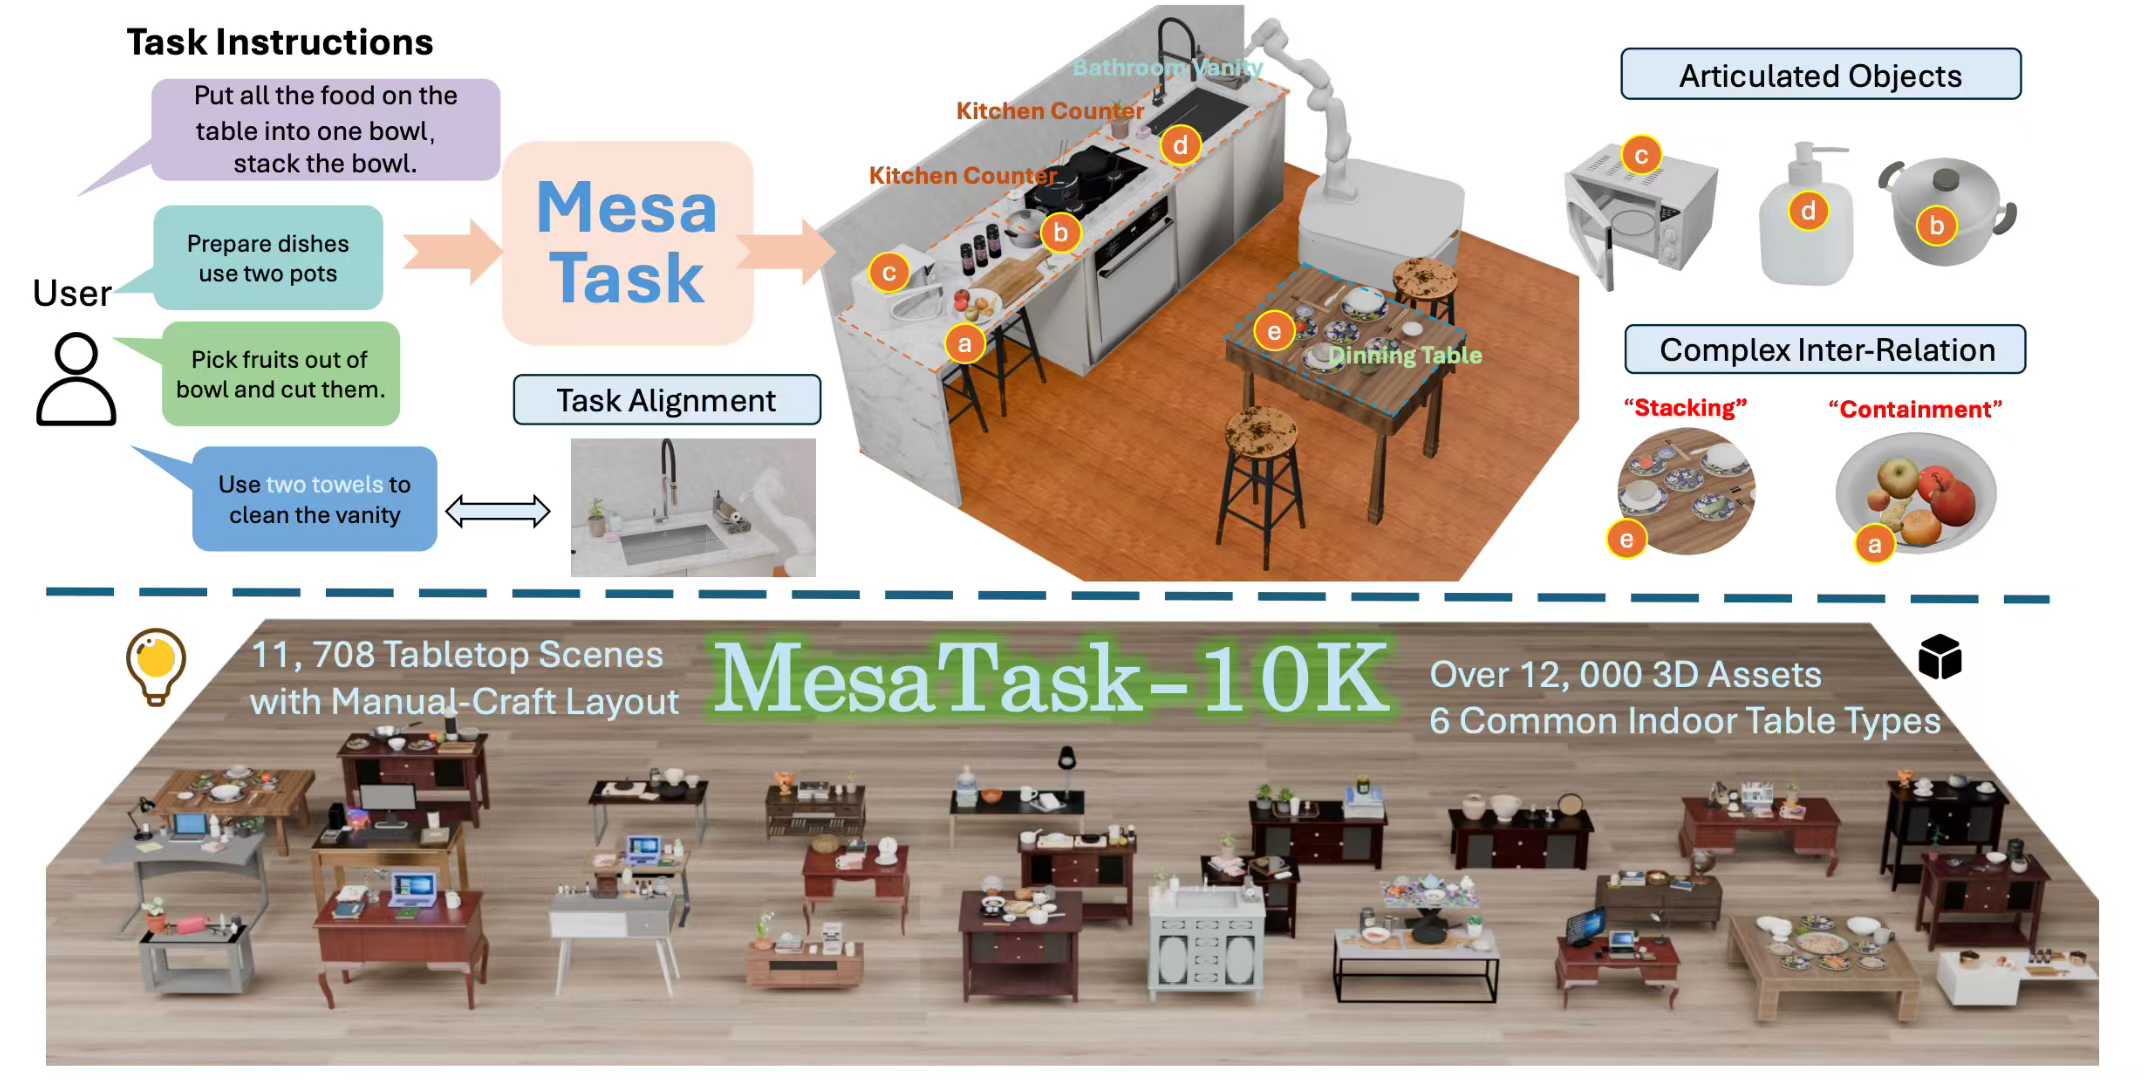 Task Instructions
Put all the food on the
table into one bowl,
stack the bowl.
Prepare dishes
use two pots
User
Pick fruits out of
bowl and cut them.
Use two towels to
clean the vanity
Mesa
Task
Task Alignment
Bathroom Vanity
Kitchen Counter
d
Kitchen Counter
b
c
a
e
Dinning Table
Articulated Objects
c
d
b
Complex Inter-Relation
“Stacking”
“Containment”
e
a
11, 708 Tabletop Scenes
with Manual-Craft Layout
MesaTask-10K
Over 12, 000 3D Assets
6 Common Indoor Table Types